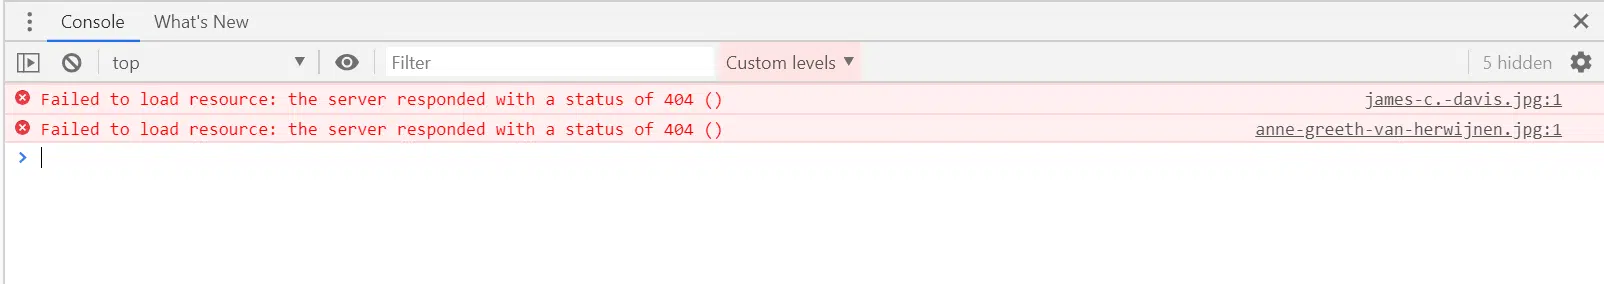 Console What's New
top Filter Custom levels 5 hidden
Failed to load resource: the server responded with a status of 404 () james-c.-davis.jpg:1
Failed to load resource: the server responded with a status of 404 () anne-greeth-van-herwijnen.jpg:1